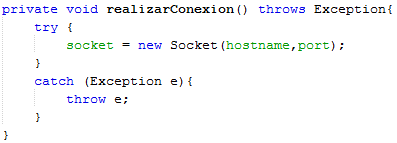 private void realizarConexion() throws Exception{
    try {
        socket = new Socket(hostname,port);
    }
    catch (Exception e){
        throw e;
    }
}